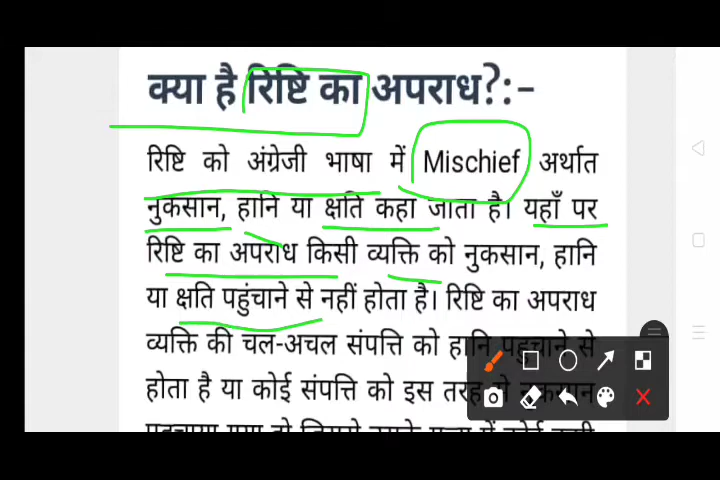 क्या है रिष्टि का अपराध?:-
रिष्टि को अंग्रेजी भाषा में Mischief अर्थात
नुकसान, हानि या क्षति कहा जाता है। यहाँ पर
रिष्टि का अपराध किसी व्यक्ति को नुकसान, हानि
या क्षति पहुंचाने से नहीं होता है। रिष्टि का अपराध
व्यक्ति की चल-अचल संपत्ति को हानि पहुचाने से
होता है या कोई संपत्ति को इस तरह से नुकसान